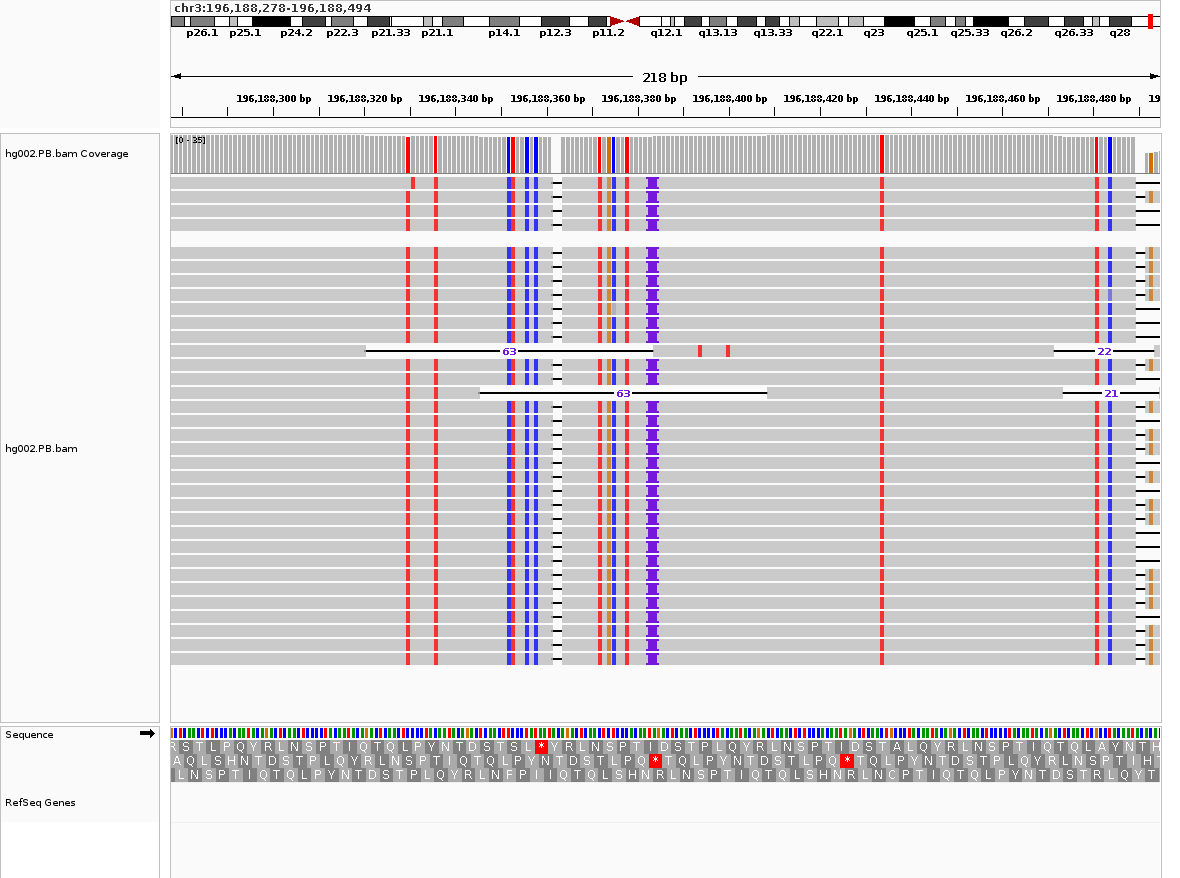 chr3:196,188,278-196,188,494
p26.1 p25.1 p24.2 p22.3 p21.33 p21.1 p14.1 p12.3 p11.2 q12.1 q13.13 q13.33 q22.1 q23 q25.1 q25.33 q26.2 q26.33 q28
218 bp
196,188,300 bp 196,188,320 bp 196,188,340 bp 196,188,360 bp 196,188,380 bp 196,188,400 bp 196,188,420 bp 196,188,440 bp 196,188,460 bp 196,188,480 bp 19
[0 - 35]
hg002.PB.bam Coverage
63 22
63 21
hg002.PB.bam
Sequence
R S T L P Q Y R L N S P T I Q T Q L P Y N T D S T S L * Y R L N S P T I D S T P L Q Y R L N S P T I D S T A L Q Y R L N S P T I Q T Q L A Y N T H
A Q L S H N T D S T P L Q Y R L N S P T I Q T Q L P Y N T D S T L P Q * T Q L P Y N T D S T L P Q * T Q L P Y N T D S T P L Q Y R L N S P T I H T
I L N S P T I Q T Q L P Y N T D S T P L Q Y R L N F P I I Q T Q L S H N R L N S P T I Q T Q L S H N R L N C P T I Q T Q L P Y N T D S T R L Q Y T
RefSeq Genes